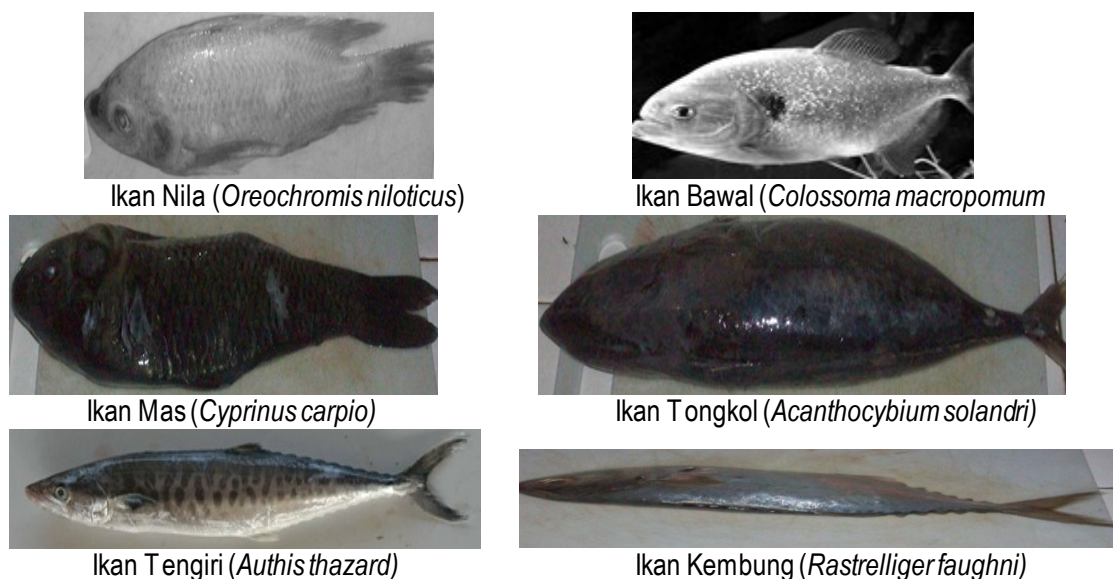 Ikan Nila (Oreochromis niloticus)
Ikan Bawal (Colossoma macropomum
Ikan Mas (Cyprinus carpio)
Ikan Tongkol (Acanthocybium solandri)
Ikan Tengiri (Authis thazard)
Ikan Kembung (Rastrelliger faughni)